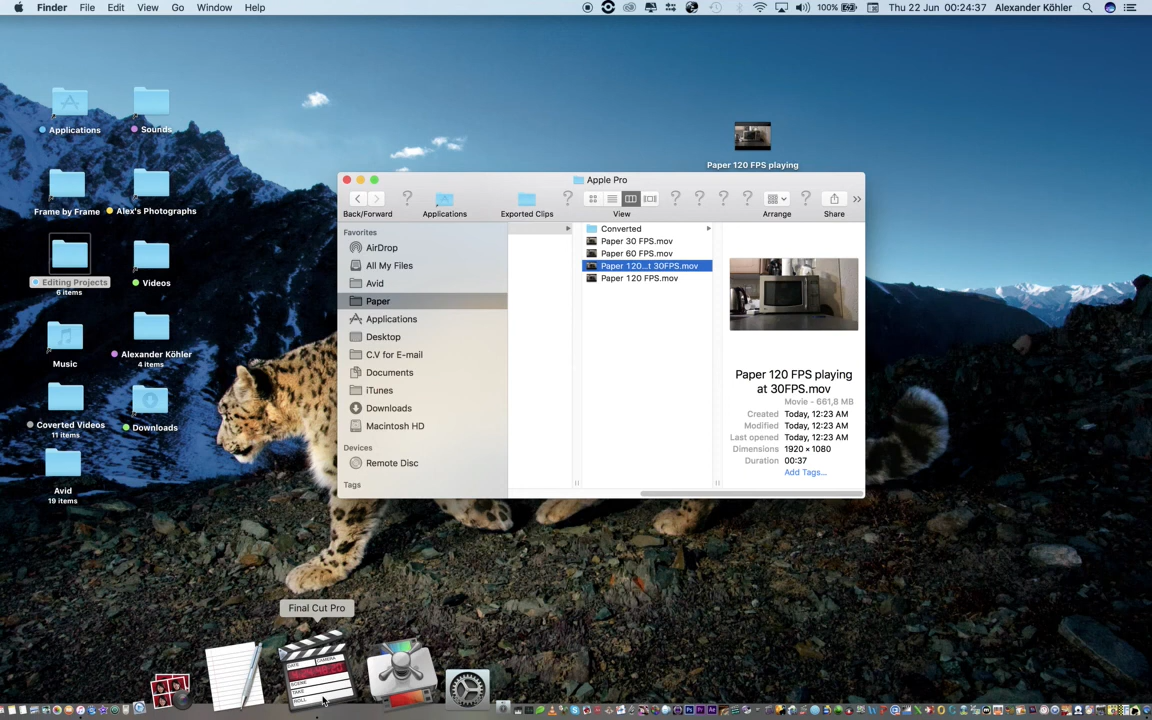 Finder File Edit View Go Window Help
100% Thu 22 Jun 00:24:37 Alexander Köhler
Applications
Sounds
Frame by Frame
Alex's Photographs
Editing Projects
6 items
Videos
Music
Alexander Köhler
4 items
Coverted Videos
11 items
Downloads
Avid
19 items
Paper 120 FPS playing
Apple Pro
Back/Forward Applications Exported Clips View Arrange Share
Favorites
AirDrop
All My Files
Avid
Paper
Applications
Desktop
C.V for E-mail
Documents
iTunes
Downloads
Macintosh HD
Devices
Remote Disc
Tags
Converted
Paper 30 FPS.mov
Paper 60 FPS.mov
Paper 120...t 30FPS.mov
Paper 120 FPS.mov
Paper 120 FPS playing
at 30FPS.mov
Movie - 661,8 MB
Created Today, 12:23 AM
Modified Today, 12:23 AM
Last opened Today, 12:23 AM
Dimensions 1920 × 1080
Duration 00:37
Add Tags...
Final Cut Pro